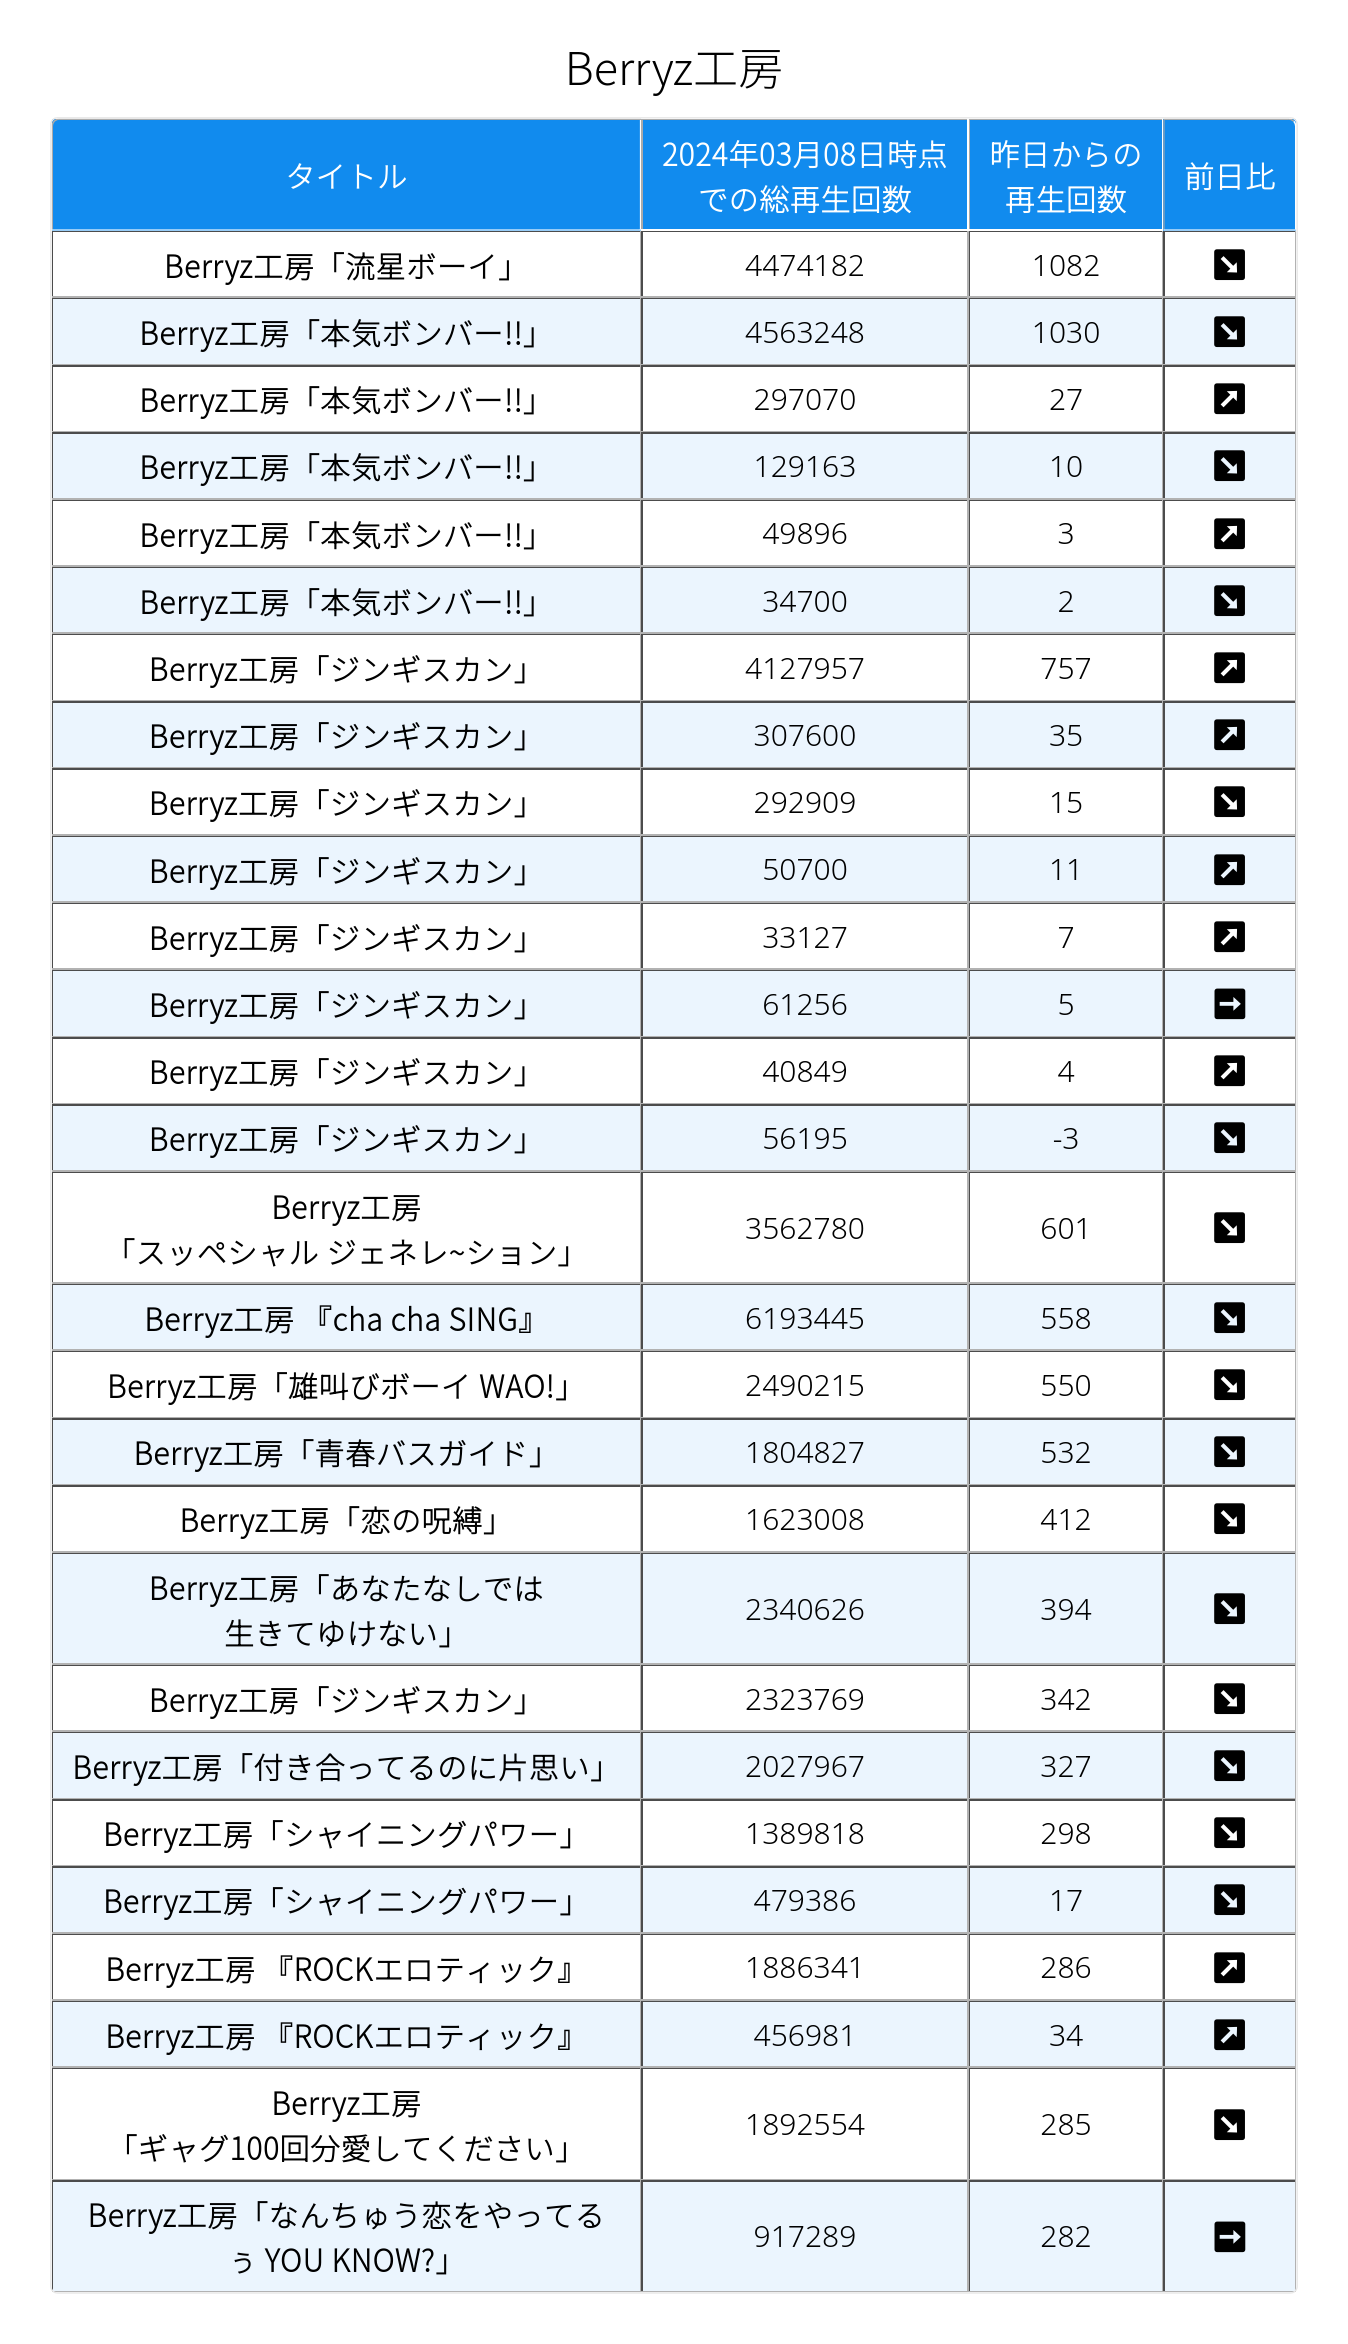 Berryz工房
タイトル
2024年03月08日時点
での総再生回数
昨日からの
再生回数
前日比
Berryz工房「流星ボーイ」 4474182 1082 ↘
Berryz工房「本気ボンバー!!」 4563248 1030 ↘
Berryz工房「本気ボンバー!!」 297070 27 ↗
Berryz工房「本気ボンバー!!」 129163 10 ↘
Berryz工房「本気ボンバー!!」 49896 3 ↗
Berryz工房「本気ボンバー!!」 34700 2 ↘
Berryz工房「ジンギスカン」 4127957 757 ↗
Berryz工房「ジンギスカン」 307600 35 ↗
Berryz工房「ジンギスカン」 292909 15 ↘
Berryz工房「ジンギスカン」 50700 11 ↗
Berryz工房「ジンギスカン」 33127 7 ↗
Berryz工房「ジンギスカン」 61256 5 →
Berryz工房「ジンギスカン」 40849 4 ↗
Berryz工房「ジンギスカン」 56195 -3 ↘
Berryz工房
「スッペシャル ジェネレ~ション」 3562780 601 ↘
Berryz工房 『cha cha SING』 6193445 558 ↘
Berryz工房「雄叫びボーイ WAO!」 2490215 550 ↘
Berryz工房「青春バスガイド」 1804827 532 ↘
Berryz工房「恋の呪縛」 1623008 412 ↘
Berryz工房「あなたなしでは
生きてゆけない」 2340626 394 ↘
Berryz工房「ジンギスカン」 2323769 342 ↘
Berryz工房「付き合ってるのに片思い」 2027967 327 ↘
Berryz工房「シャイニングパワー」 1389818 298 ↘
Berryz工房「シャイニングパワー」 479386 17 ↘
Berryz工房 『ROCKエロティック』 1886341 286 ↗
Berryz工房 『ROCKエロティック』 456981 34 ↗
Berryz工房
「ギャグ100回分愛してください」 1892554 285 ↘
Berryz工房「なんちゅう恋をやってる
ぅ YOU KNOW?」 917289 282 →